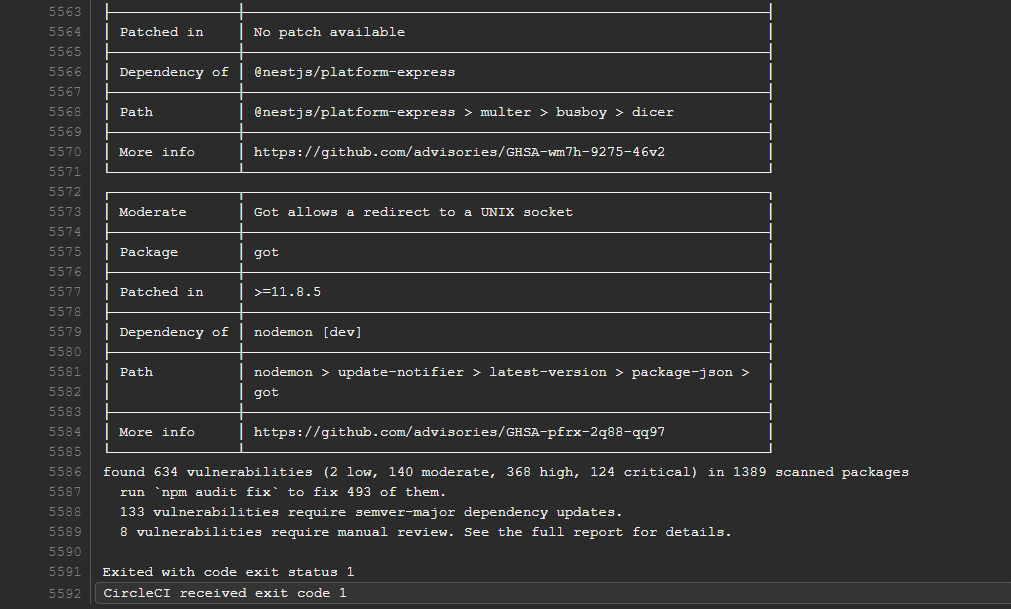 5563
5564 Patched in No patch available
5565
5566 Dependency of @nestjs/platform-express
5567
5568 Path @nestjs/platform-express > multer > busboy > dicer
5569
5570 More info https://github.com/advisories/GHSA-wm7h-9275-46v2
5571
5572
5573 Moderate Got allows a redirect to a UNIX socket
5574
5575 Package got
5576
5577 Patched in >=11.8.5
5578
5579 Dependency of nodemon [dev]
5580
5581 Path nodemon > update-notifier > latest-version > package-json >
5582 got
5583
5584 More info https://github.com/advisories/GHSA-pfrx-2q88-qq97
5585
5586 found 634 vulnerabilities (2 low, 140 moderate, 368 high, 124 critical) in 1389 scanned packages
5587 run `npm audit fix` to fix 493 of them.
5588 133 vulnerabilities require semver-major dependency updates.
5589 8 vulnerabilities require manual review. See the full report for details.
5590
5591 Exited with code exit status 1
5592 CircleCI received exit code 1